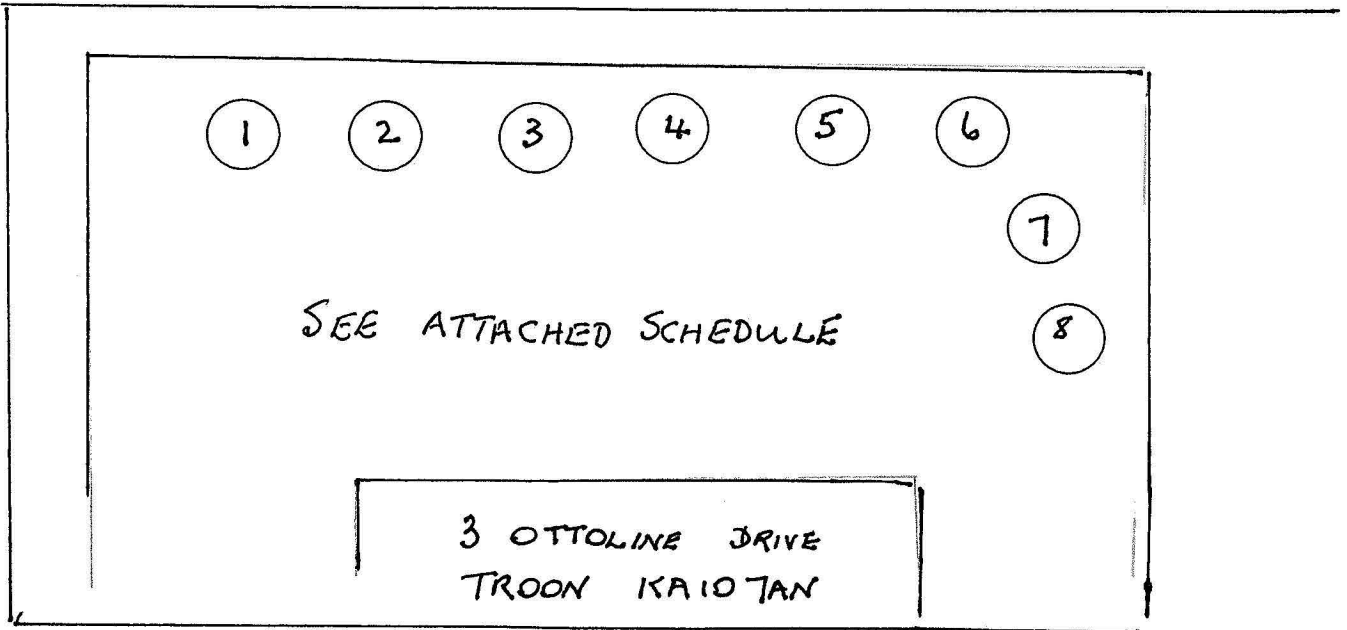 1 2 3 4 5 6
7
SEE ATTACHED SCHEDULE
8
3 OTTOLINE DRIVE
TROON KA10 7AN